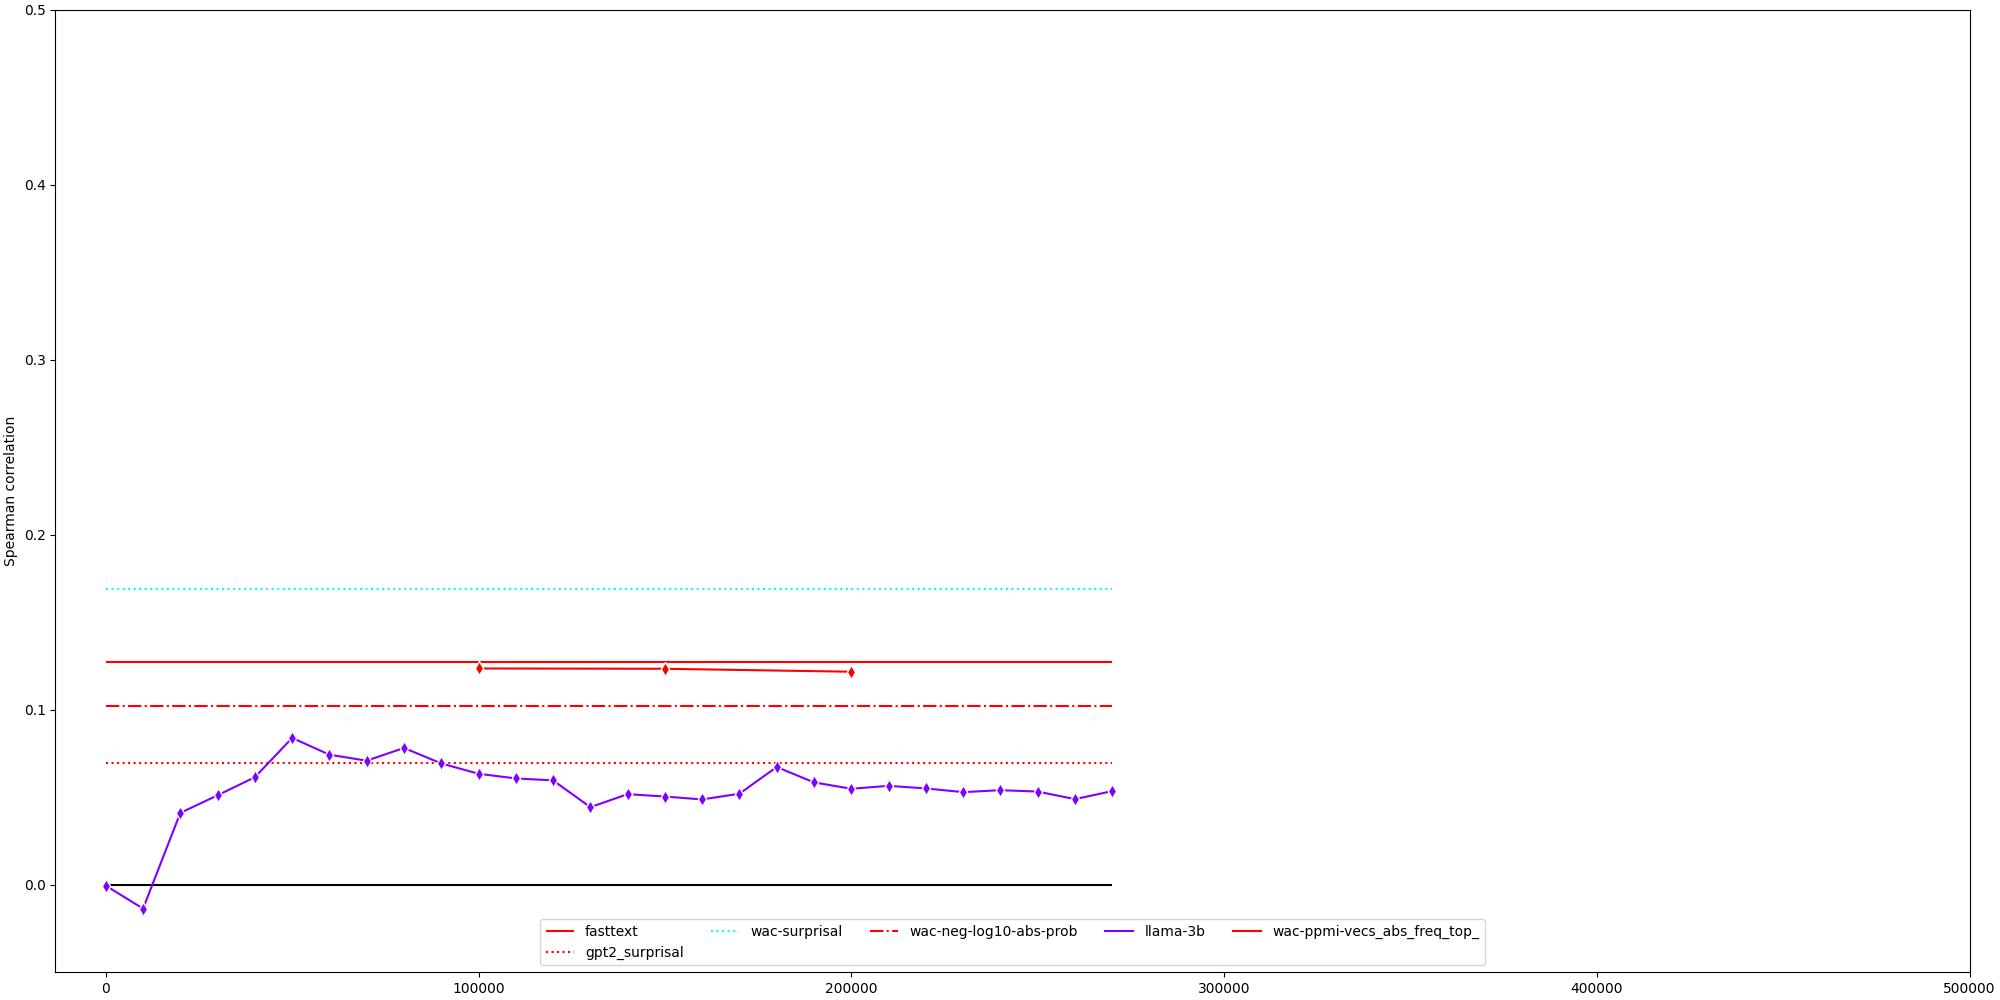 0.5
0.4
0.3
0.2
0.1
0.0
Spearman correlation
fasttext
gpt2_surprisal
wac-surprisal
wac-neg-log10-abs-prob
llama-3b
wac-ppmi-vecs_abs_freq_top_
0
100000
200000
300000
400000
500000